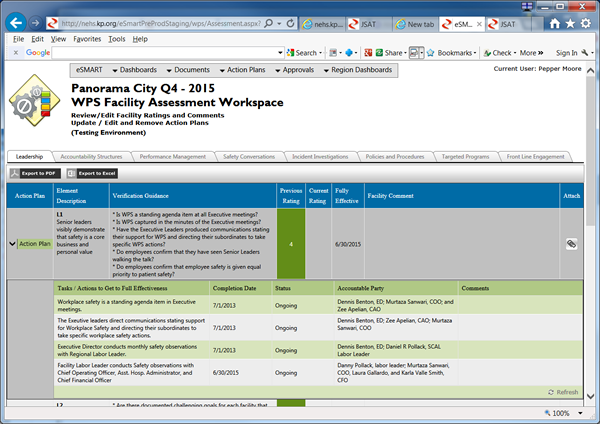 http://nehs.kp.org/eSmartPreProdStaging/wps/Assessment.aspx?
nehs.kp... JSAT New tab eSM... JSAT
File Edit View Favorites Tools Help
x Google Search Share Bookmarks Check More » Sign In
eSMART Dashboards Documents Action Plans Approvals Region Dashboards
Current User: Pepper Moore
Panorama City Q4 - 2015
WPS Facility Assessment Workspace
Review/Edit Facility Ratings and Comments
Update / Edit and Remove Action Plans
(Testing Environment)
Leadership Accountability Structures Performance Management Safety Conversations Incident Investigations Policies and Procedures Targeted Programs Front Line Engagement
Export to PDF Export to Excel
Action Plan Element Description Verification Guidance Previous Rating Current Rating Fully Effective Facility Comment Attach
Action Plan
L1
Senior leaders
visibly demonstrate
that safety is a core
business and
personal value
* Is WPS a standing agenda item at all Executive meetings?
* Is WPS captured in the minutes of the Executive meetings?
* Have the Executive Leaders produced communications stating
their support for WPS and directing their subordinates to take
specific WPS actions?
* Do employees confirm that they have seen Senior Leaders
walking the talk?
* Do employees confirm that employee safety is given equal
priority to patient safety?
4
6/30/2015
Tasks / Actions to Get to Full Effectiveness Completion Date Status Accountable Party Comments
Workplace safety is a standing agenda item in Executive
meetings.
7/1/2013 Ongoing
Dennis Benton, ED; Murtaza Sanwari, COO; and
Zee Apelian, CAO
The Exeutive leaders direct communications stating support
for Workplace Safety and directing their subordinates to
take specific workplace safety actions.
7/1/2013 Ongoing
Dennis Benton, ED; Zee Apelian, CAO; Murtaza
Sanwari, COO
Executive Director conducts monthly safety observations
with Regional Labor Leader.
7/1/2013 Ongoing
Dennis Benton, ED; Daniel R Pollack, SCAL
Labor Leader
Facility Labor Leader conducts Safety observations with
Chief Operating Officer, Asst. Hosp. Administrator, and
Chief Financial Officer
6/30/2015 Ongoing
Danny Pollack, labor leader; Murtaza Sanwari,
COO, Laura Gallardo, and Karla Valle Smith,
CFO
Refresh
L2 * Are there documented challenging goals for each facility that
100%